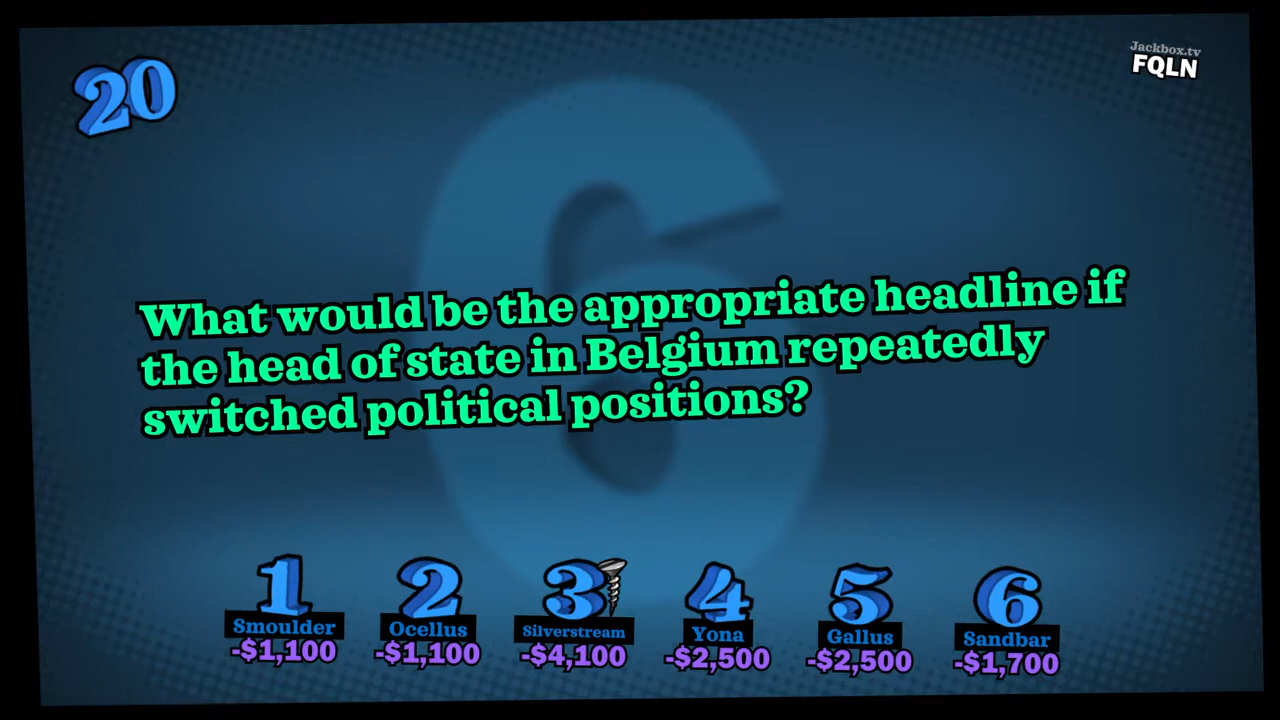 20
Jackbox.tv
FQLN
What would be the appropriate headline if
the head of state in Belgium repeatedly
switched political positions?
6
1 2 3 4 5 6
Smoulder Ocellus Silverstream Yona Gallus Sandbar
-$1,100 -$1,100 -$4,100 -$2,500 -$2,500 -$1,700